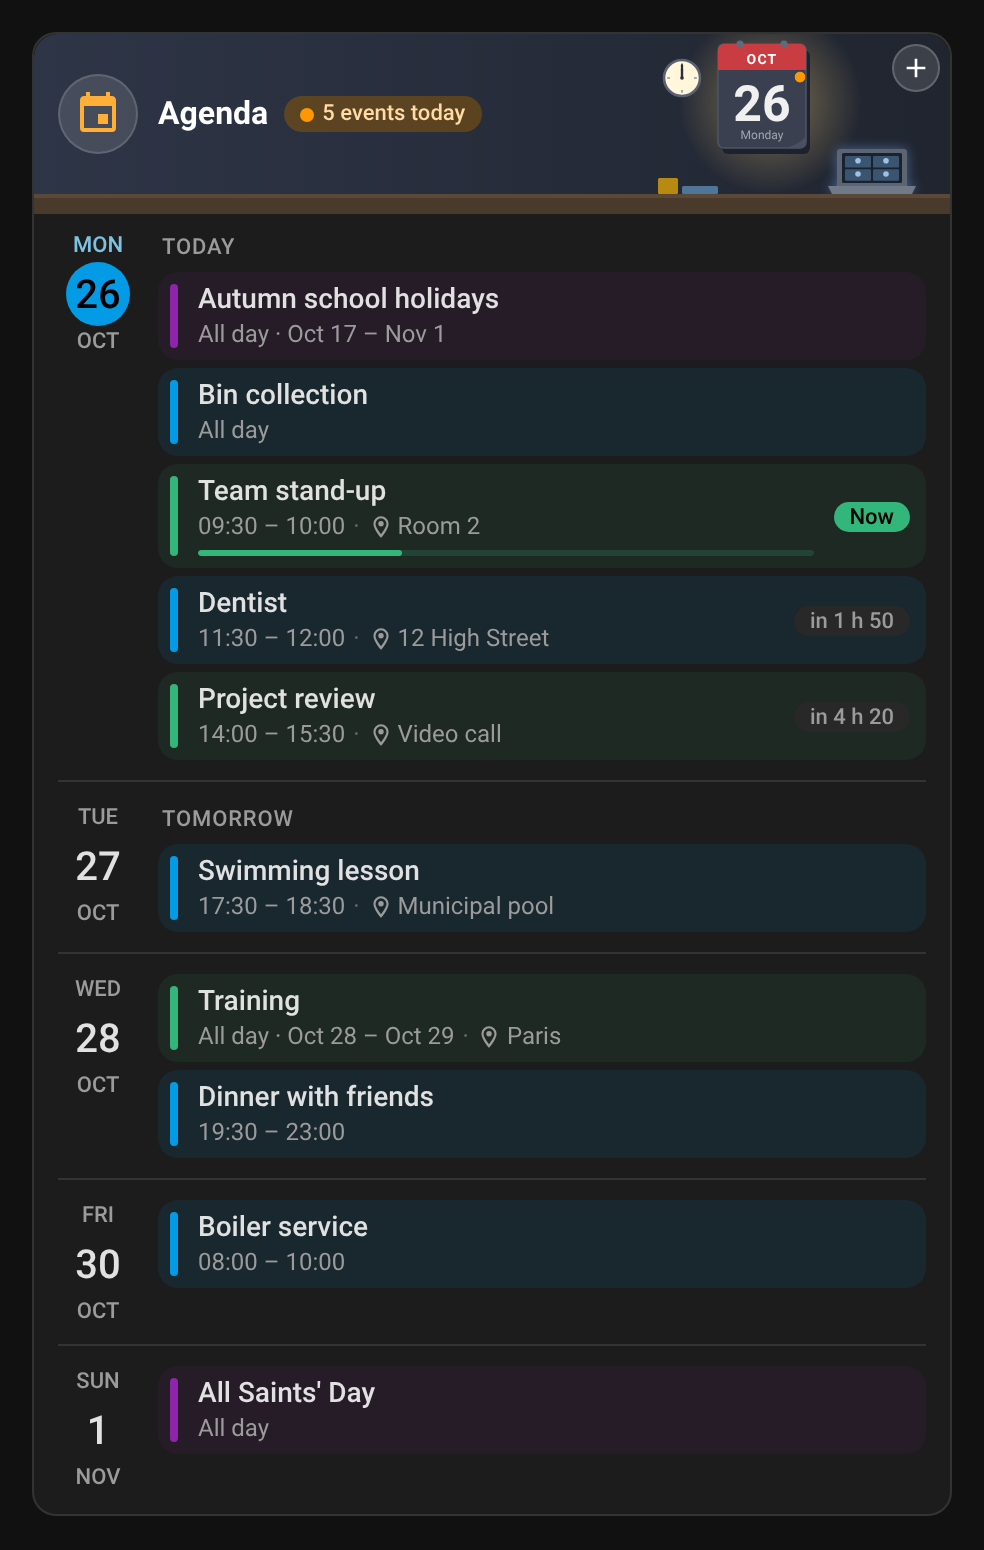 Agenda
5 events today
OCT
26
Monday
MON
26
OCT
TODAY
Autumn school holidays
All day · Oct 17 – Nov 1
Bin collection
All day
Team stand-up
09:30 – 10:00 · Room 2
Now
Dentist
11:30 – 12:00 · 12 High Street
in 1 h 50
Project review
14:00 – 15:30 · Video call
in 4 h 20
TUE
27
OCT
TOMORROW
Swimming lesson
17:30 – 18:30 · Municipal pool
WED
28
OCT
Training
All day · Oct 28 – Oct 29 · Paris
Dinner with friends
19:30 – 23:00
FRI
30
OCT
Boiler service
08:00 – 10:00
SUN
1
NOV
All Saints' Day
All day